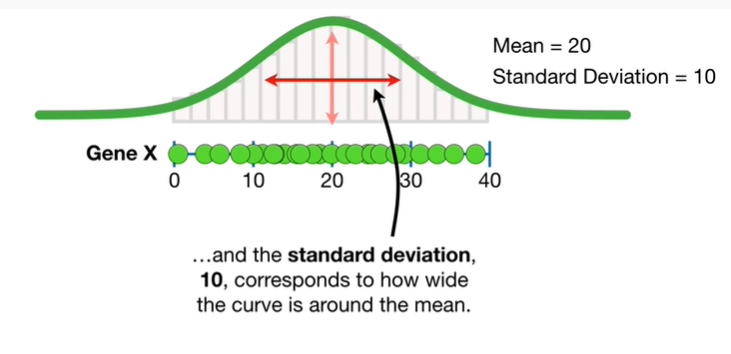 Mean = 20
Standard Deviation = 10
Gene X
0 10 20 30 40
...and the standard deviation,
10, corresponds to how wide
the curve is around the mean.